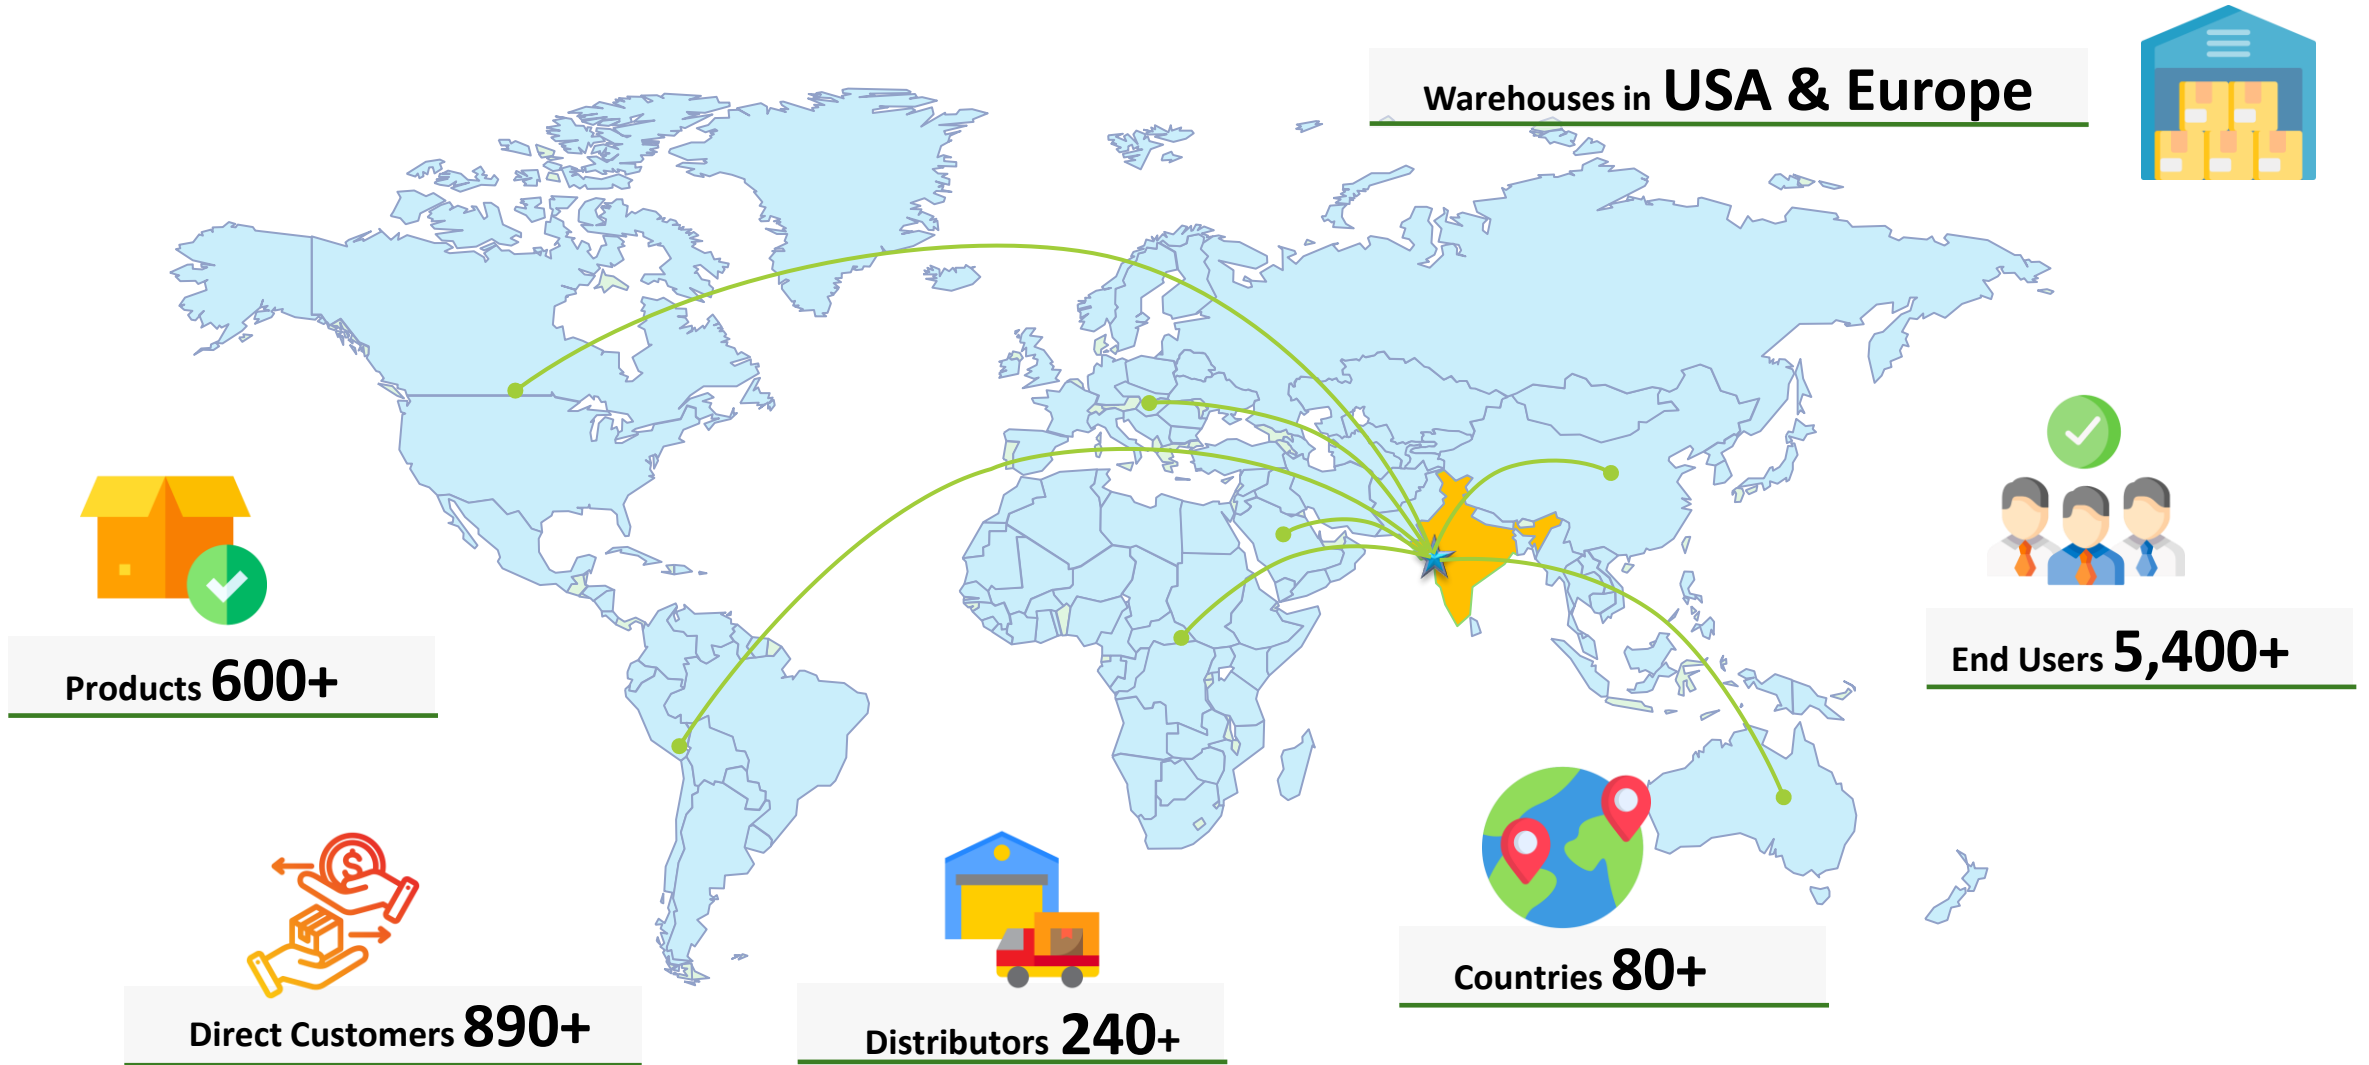 Warehouses in USA & Europe
Products 600+
End Users 5,400+
Direct Customers 890+
Distributors 240+
Countries 80+